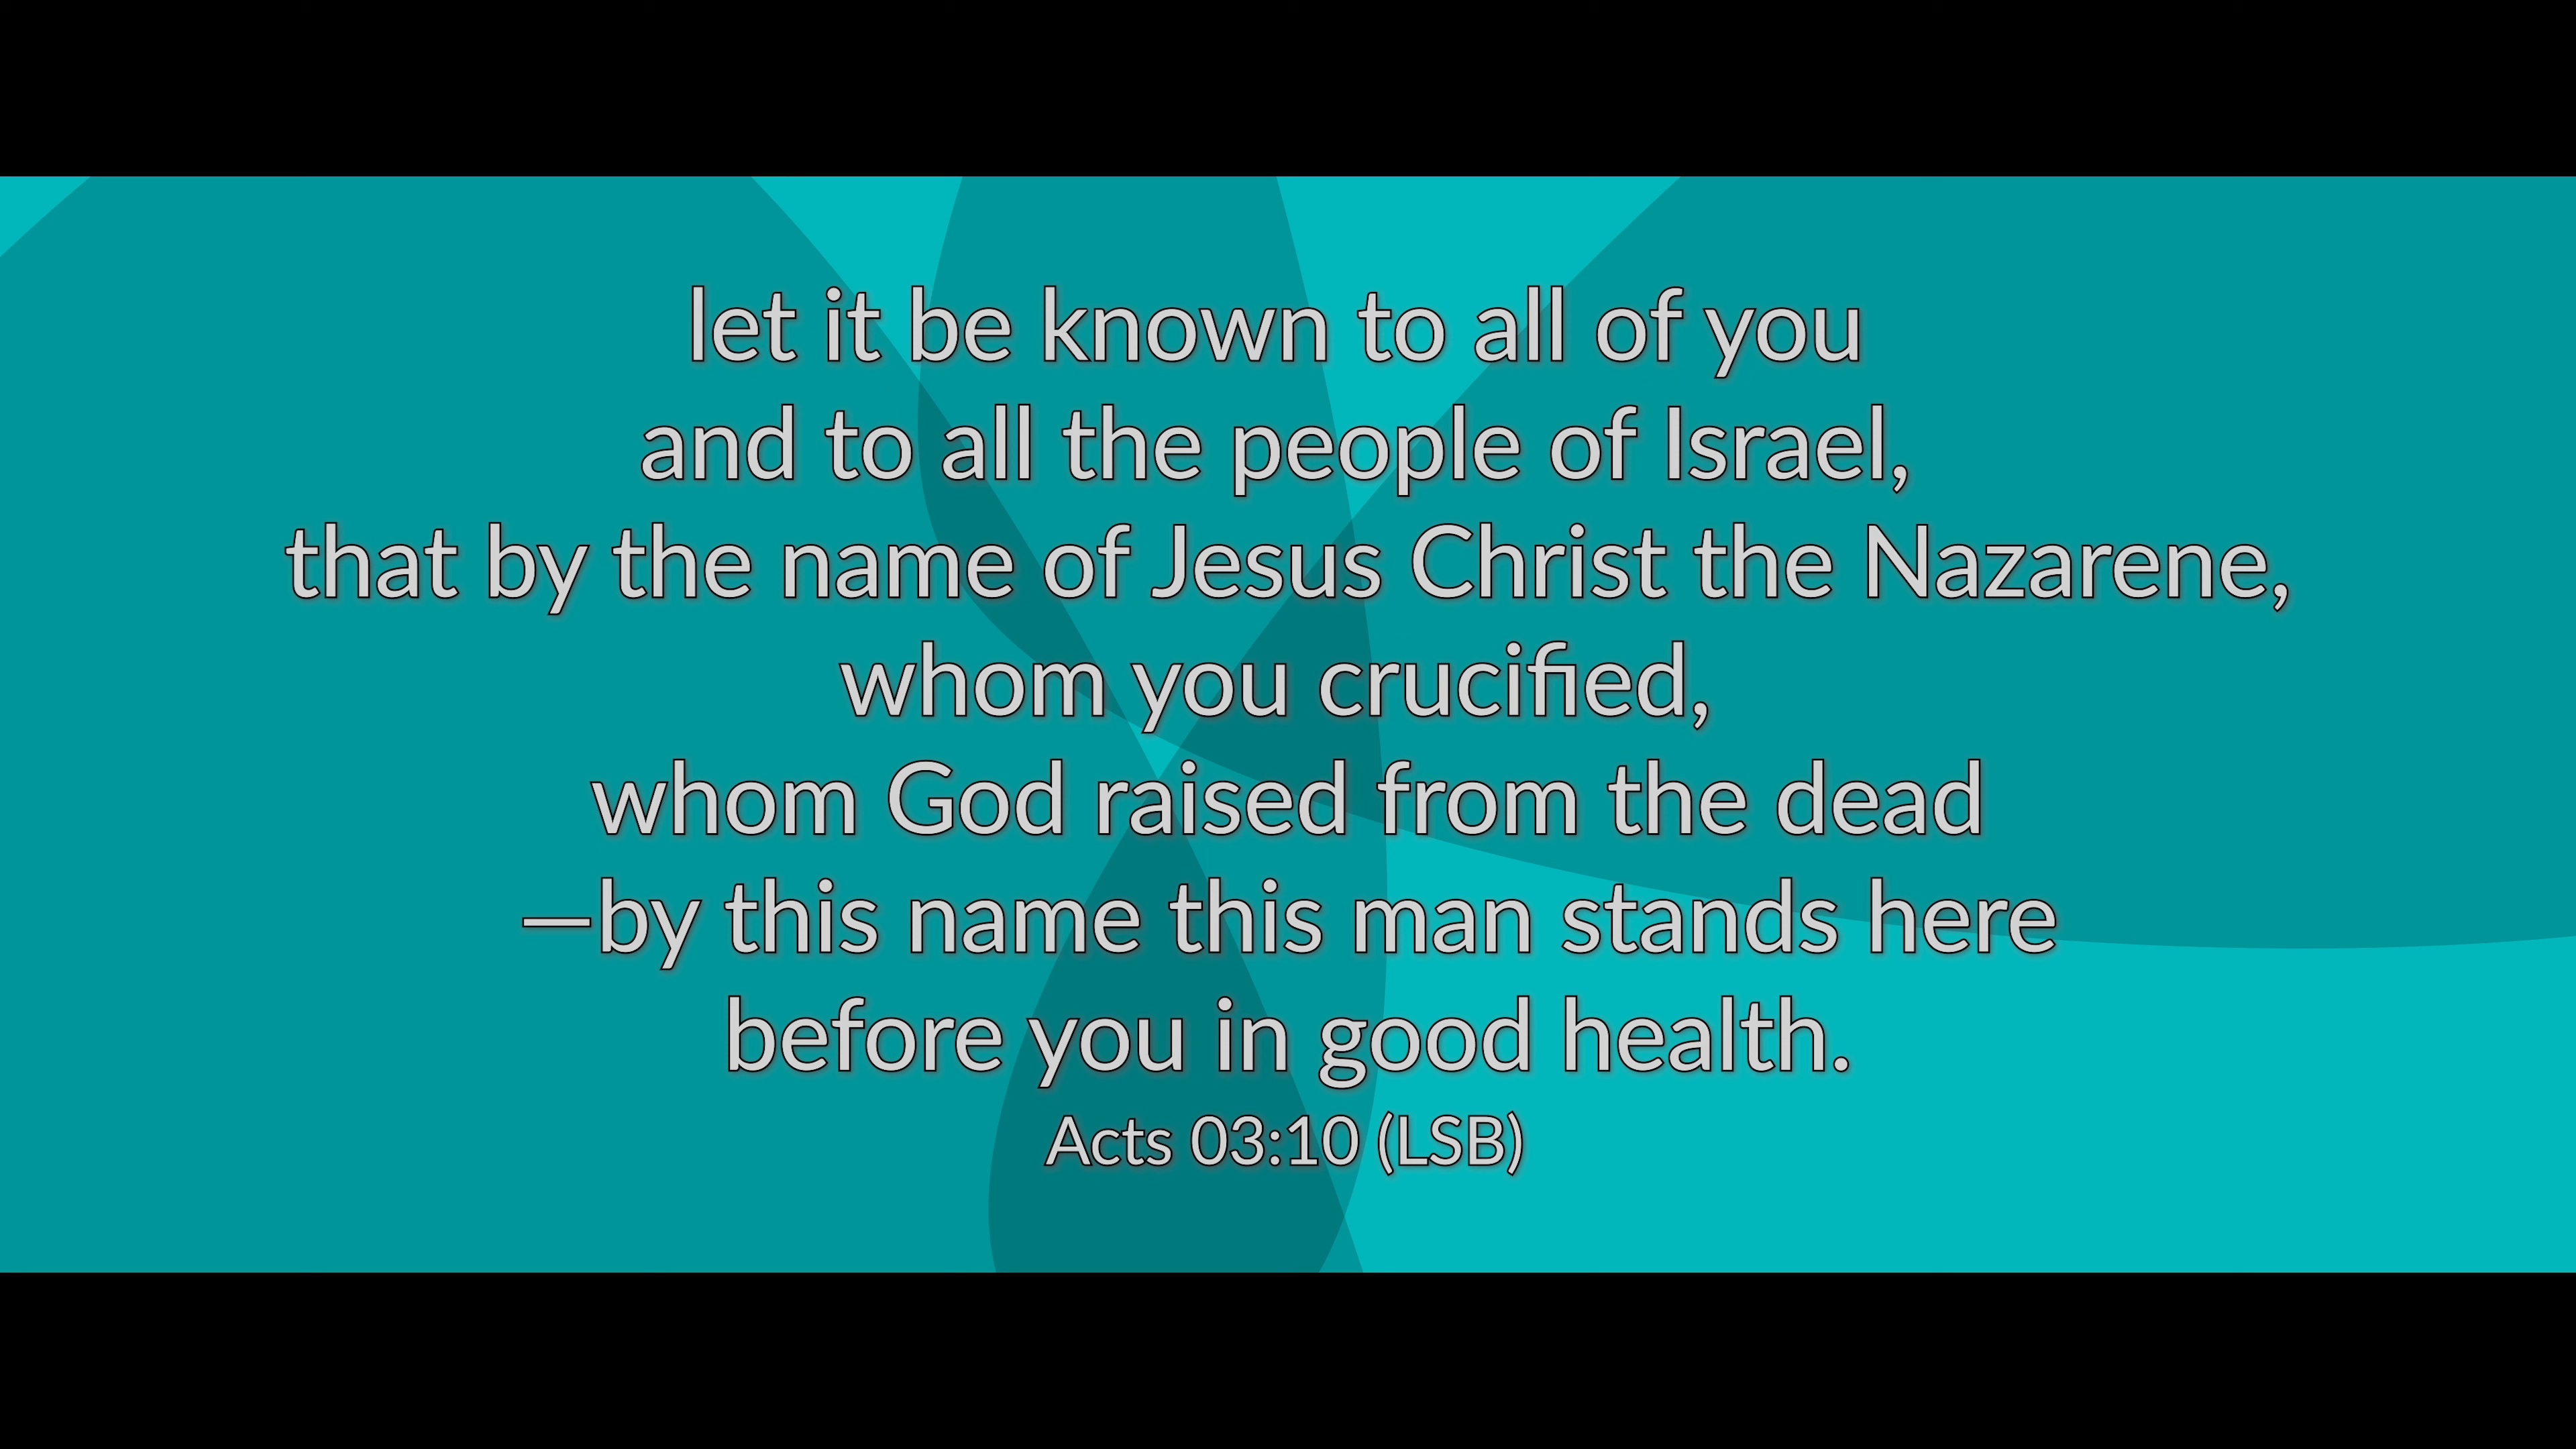 let it be known to all of you
and to all the people of Israel,
that by the name of Jesus Christ the Nazarene,
whom you crucified,
whom God raised from the dead
—by this name this man stands here
before you in good health.
Acts 03:10 (LSB)